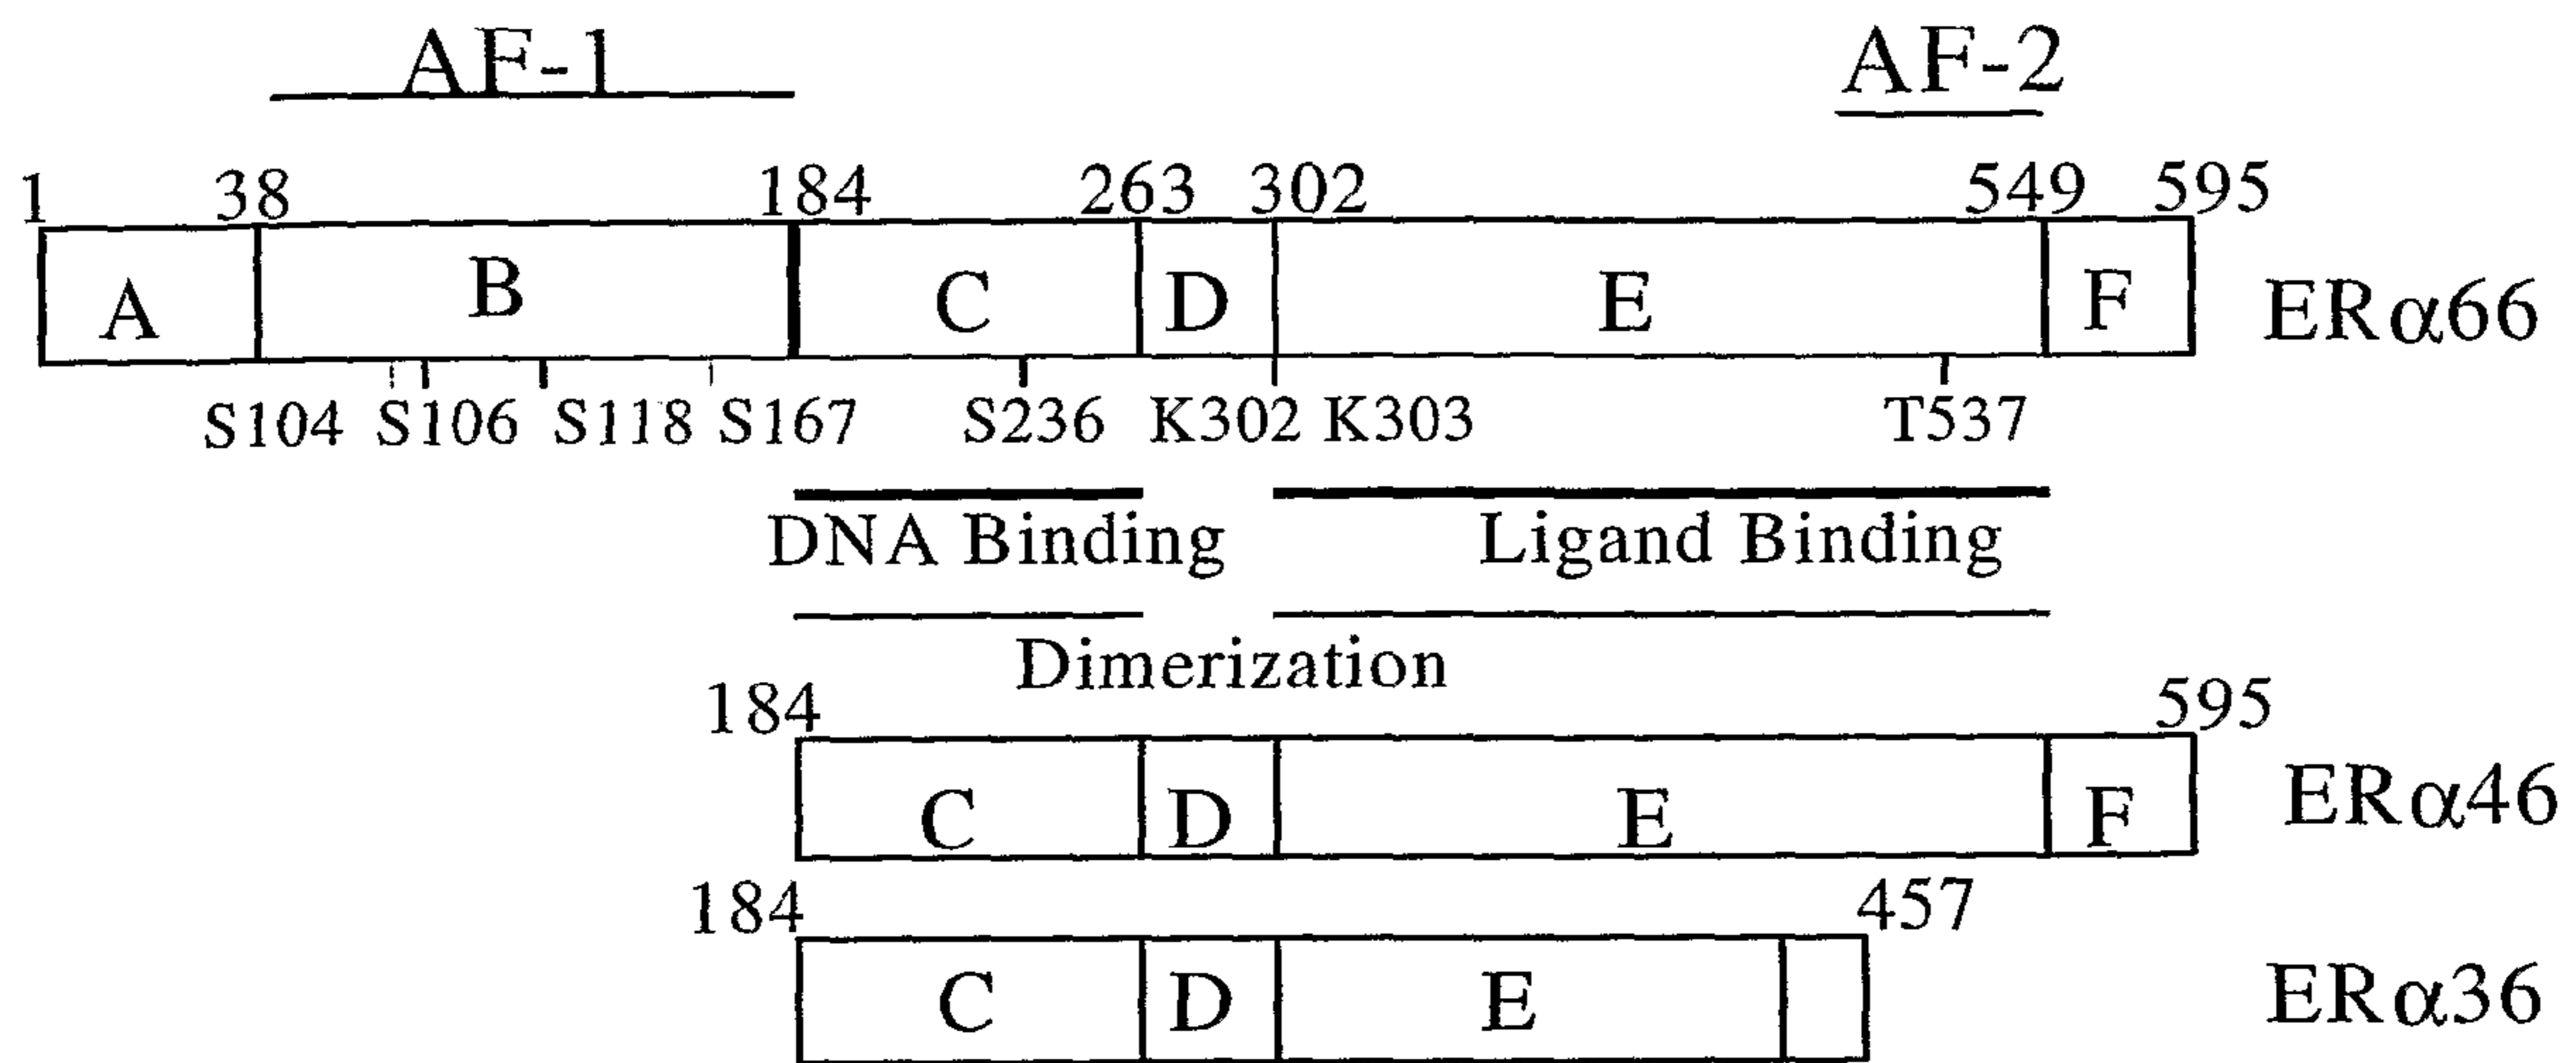 AF-1 AF-2
1 38 184 263 302 549 595
A B C D E F ERα66
S104 S106 S118 S167 S236 K302 K303 T537
DNA Binding Ligand Binding
Dimerization
184 595
C D E F ERα46
184 457
C D E ERα36